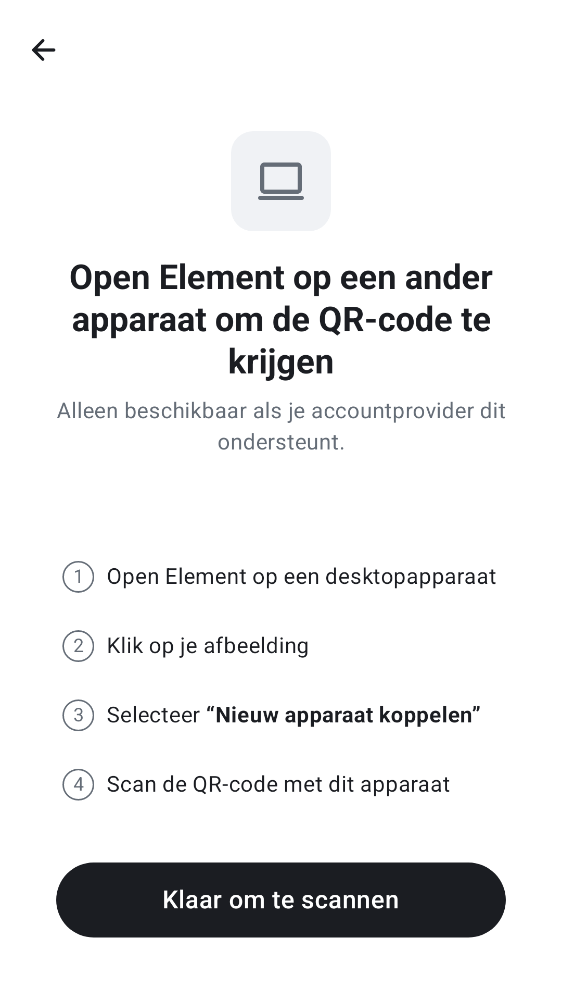 Open Element op een ander
apparaat om de QR-code te
krijgen
Alleen beschikbaar als je accountprovider dit
ondersteunt.
1 Open Element op een desktopapparaat
2 Klik op je afbeelding
3 Selecteer “Nieuw apparaat koppelen”
4 Scan de QR-code met dit apparaat
Klaar om te scannen